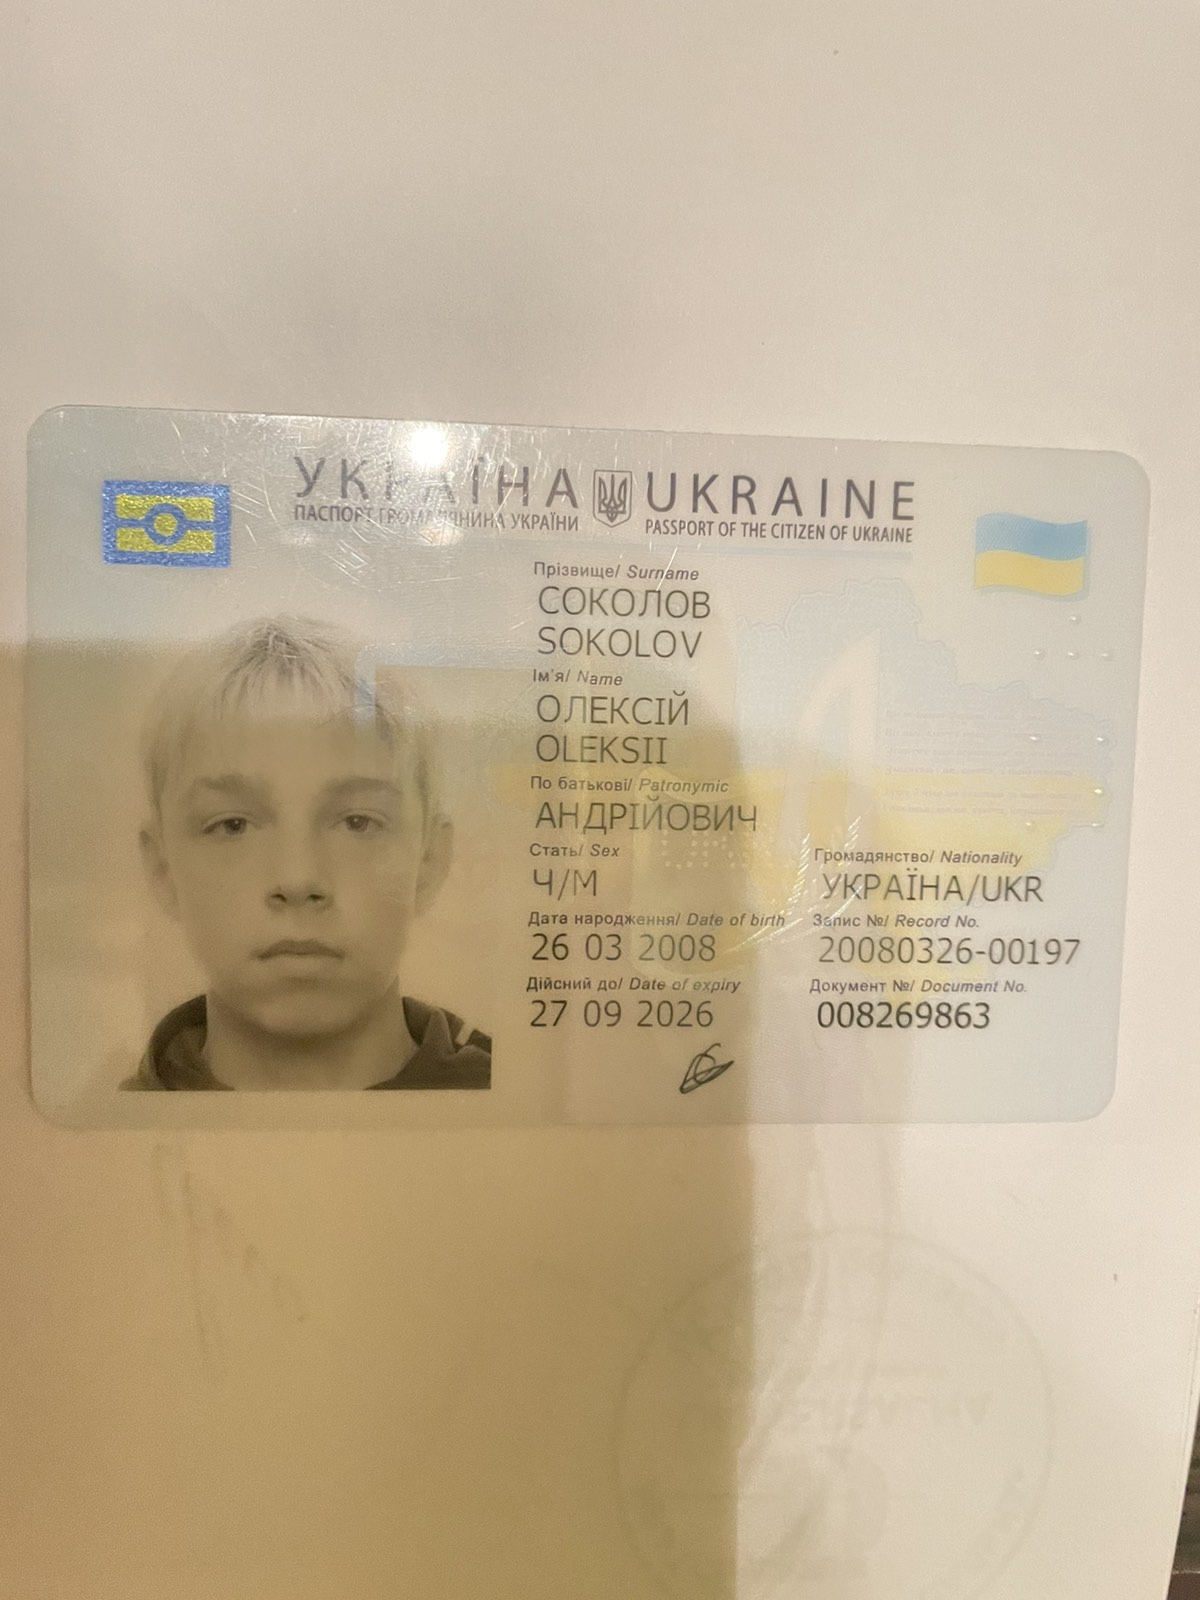 УКРАЇНА UKRAINE
ПАСПОРТ ГРОМАДЯНИНА УКРАЇНИ PASSPORT OF THE CITIZEN OF UKRAINE
Прізвище/ Surname
СОКОЛОВ
SOKOLOV
Ім'я/ Name
ОЛЕКСІЙ
OLEKSII
По батькові/ Patronymic
АНДРІЙОВИЧ
Стать/ Sex
Ч/M
Громадянство/ Nationality
УКРАЇНА/UKR
Дата народження/ Date of birth
26 03 2008
Запис №/ Record No.
20080326-00197
Дійсний до/ Date of expiry
27 09 2026
Документ №/ Document No.
008269863